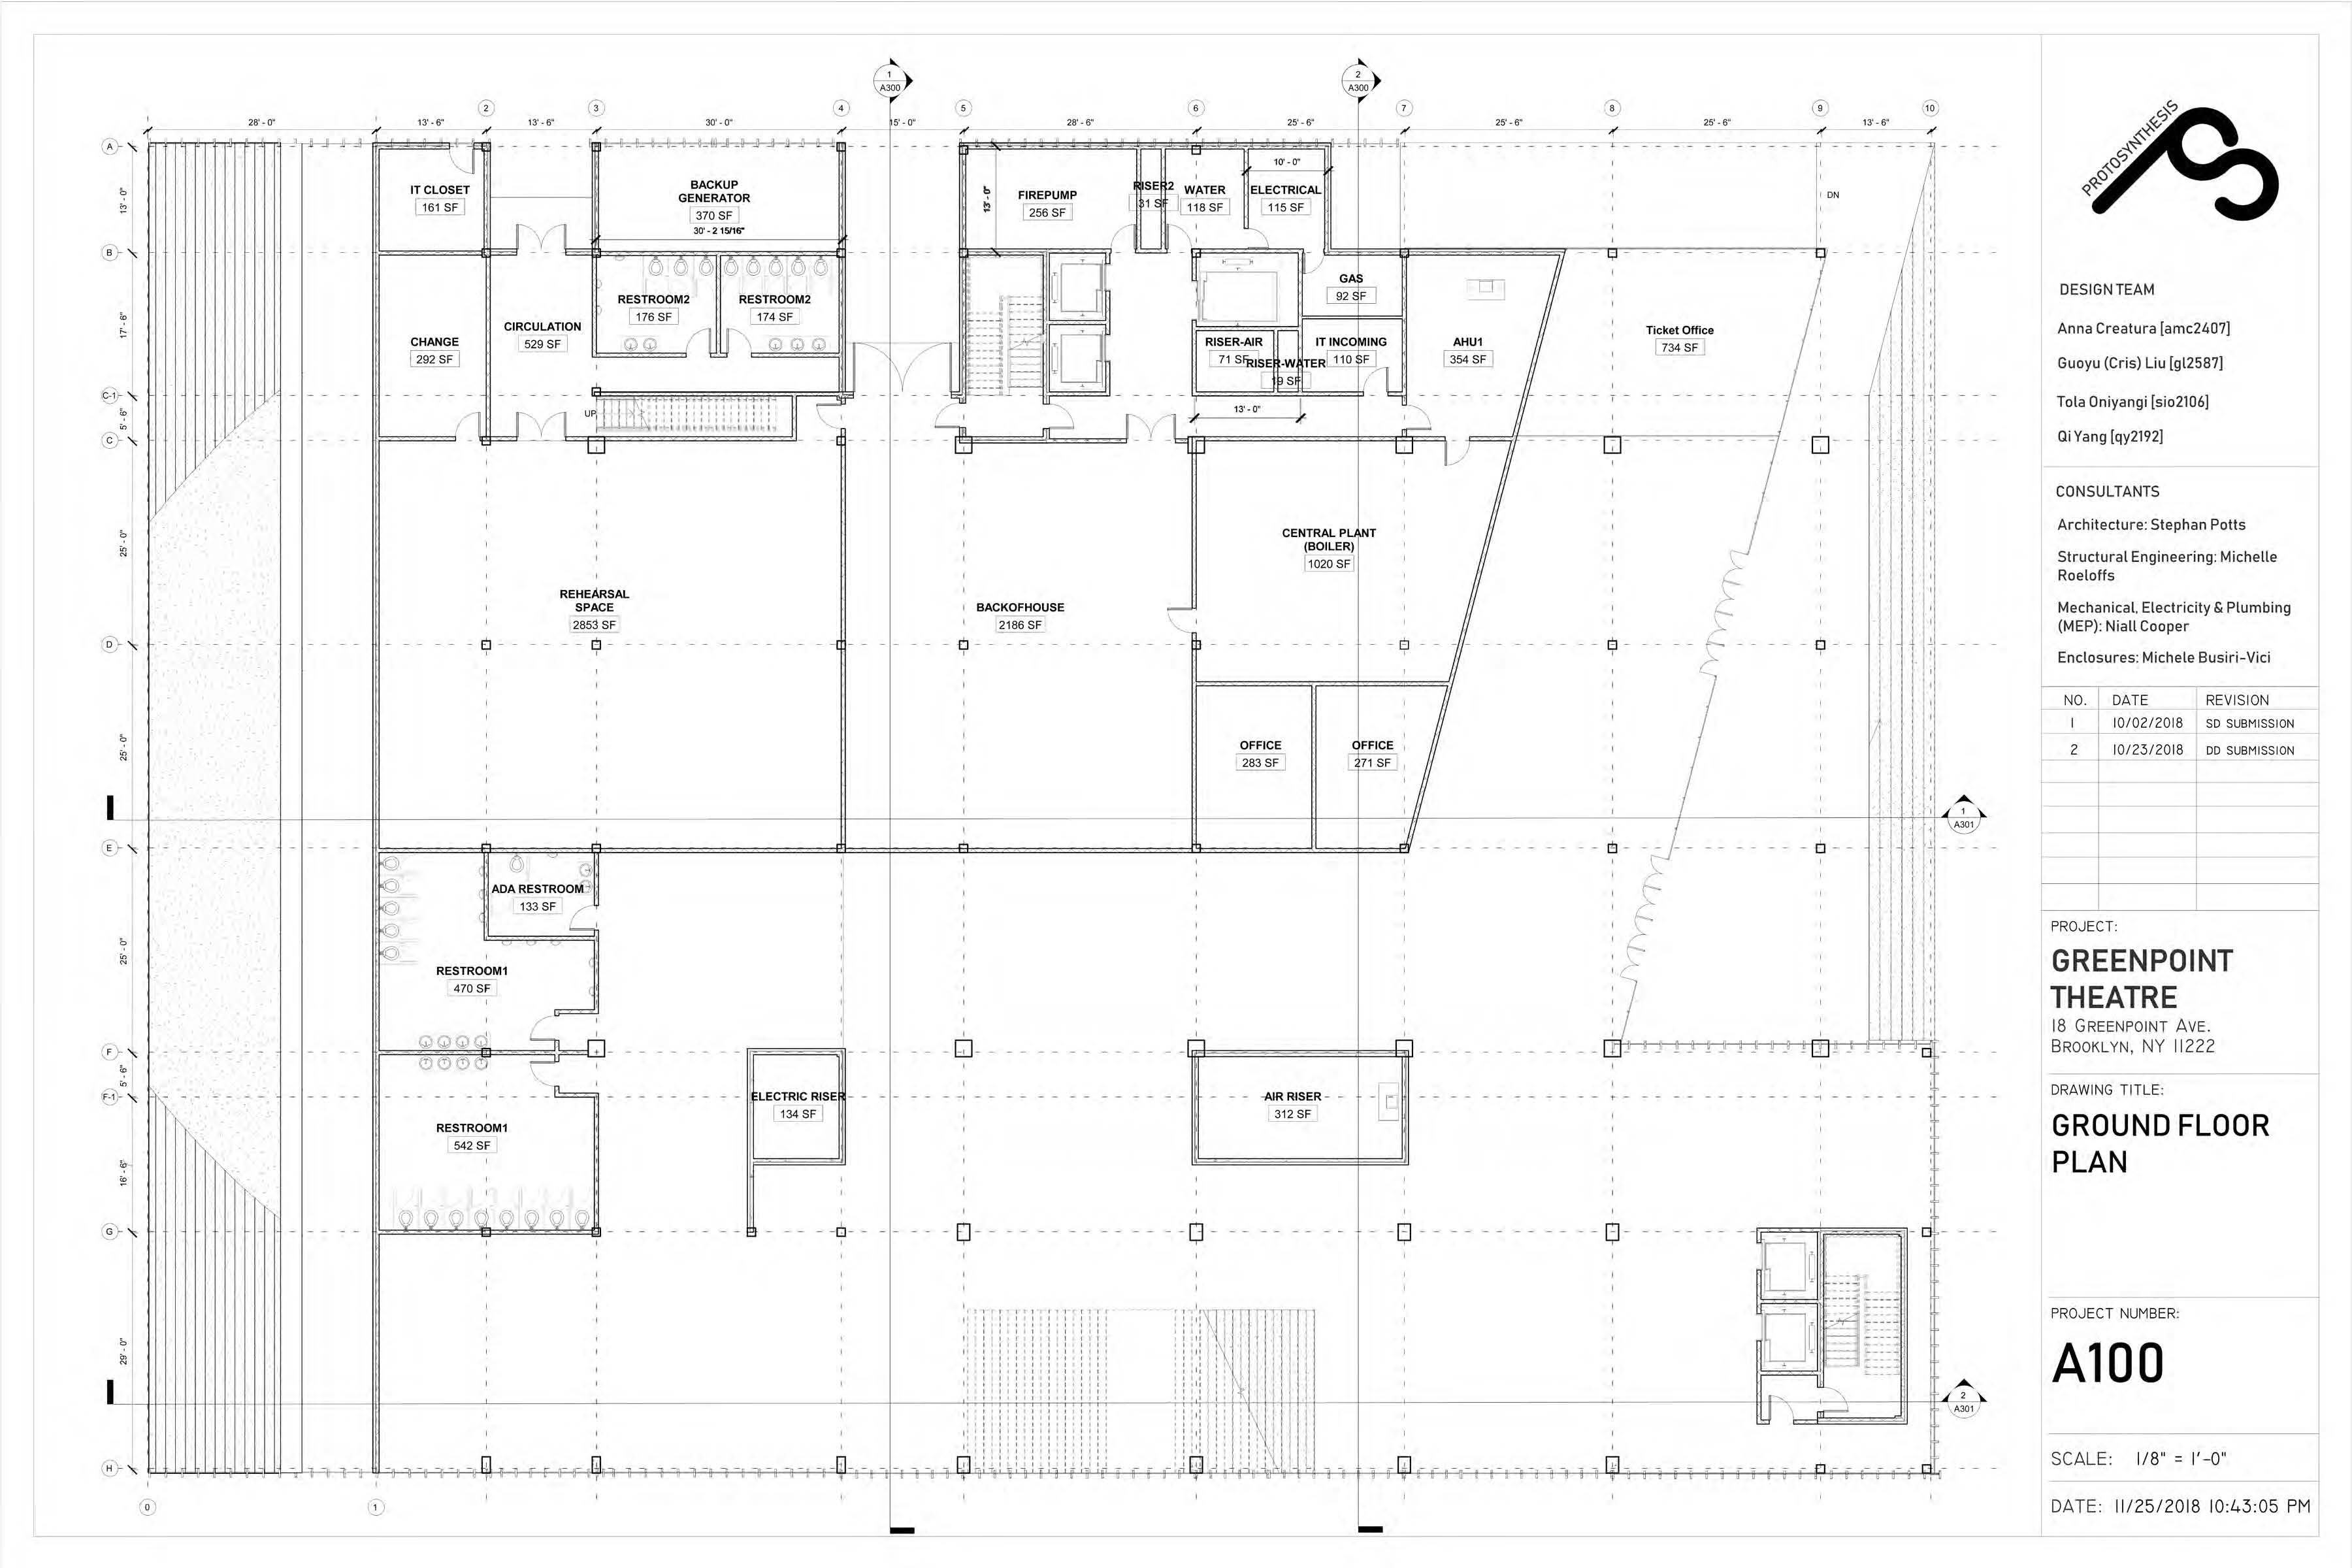 1
A300
2
A300
2
3
4
5
6
7
8
9
10
28' - 0"
13' - 6"
13' - 6"
30' - 0"
15' - 0"
28' - 6"
25' - 6"
25' - 6"
25' - 6"
13' - 6"
A
B
C-1
C
D
E
F
F-1
G
H
13' - 0"
17' - 6"
5' - 6"
25' - 0"
25' - 0"
25' - 0"
5' - 6"
16' - 6"
29' - 0"
IT CLOSET
161 SF
BACKUP
GENERATOR
370 SF
30' - 2 15/16"
13' - 0"
FIREPUMP
256 SF
RISER2
31 SF
WATER
118 SF
10' - 0"
ELECTRICAL
115 SF
DN
CHANGE
292 SF
CIRCULATION
529 SF
RESTROOM2
176 SF
RESTROOM2
174 SF
UP
GAS
92 SF
RISER-AIR
71 SF
RISER-WATER
19 SF
IT INCOMING
110 SF
13' - 0"
AHU1
354 SF
Ticket Office
734 SF
REHEARSAL
SPACE
2853 SF
BACKOFHOUSE
2186 SF
CENTRAL PLANT
(BOILER)
1020 SF
OFFICE
283 SF
OFFICE
271 SF
1
A301
ADA RESTROOM
133 SF
RESTROOM1
470 SF
RESTROOM1
542 SF
ELECTRIC RISER
134 SF
AIR RISER
312 SF
2
A301
0
1
PROTOSYNTHESIS
DESIGN TEAM
Anna Creatura [amc2407]
Guoyu (Cris) Liu [gl2587]
Tola Oniyangi [sio2106]
Qi Yang [qy2192]
CONSULTANTS
Architecture: Stephan Potts
Structural Engineering: Michelle
Roeloffs
Mechanical, Electricity & Plumbing
(MEP): Niall Cooper
Enclosures: Michele Busiri-Vici
NO. DATE REVISION
1 10/02/2018 SD SUBMISSION
2 10/23/2018 DD SUBMISSION
PROJECT:
GREENPOINT
THEATRE
18 GREENPOINT AVE.
BROOKLYN, NY 11222
DRAWING TITLE:
GROUND FLOOR
PLAN
PROJECT NUMBER:
A100
SCALE: 1/8" = 1'-0"
DATE: 11/25/2018 10:43:05 PM